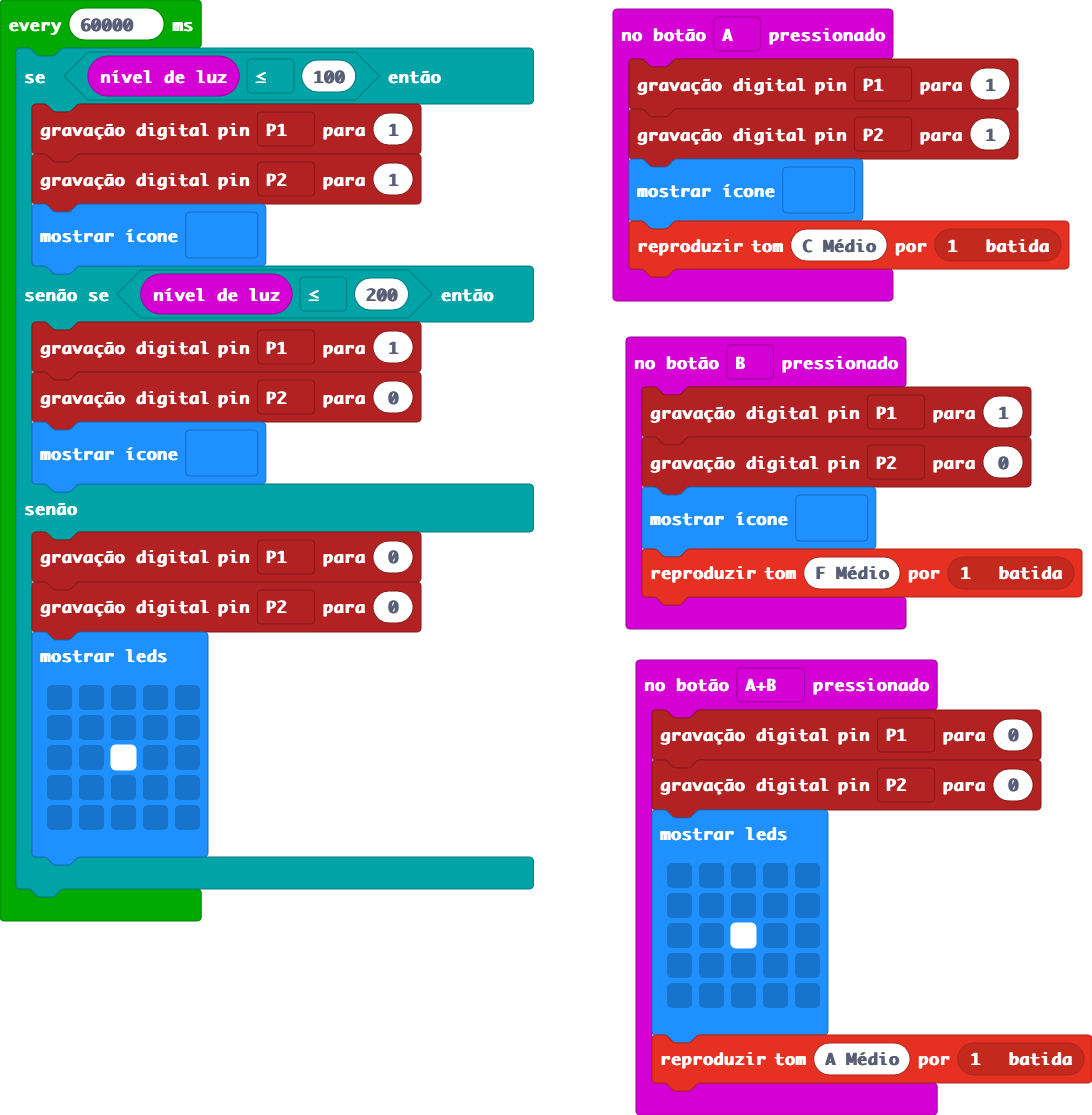 every 60000 ms
se nível de luz ≤ 100 então
gravação digital pin P1 para 1
gravação digital pin P2 para 1
mostrar ícone
senão se nível de luz ≤ 200 então
gravação digital pin P1 para 1
gravação digital pin P2 para 0
mostrar ícone
senão
gravação digital pin P1 para 0
gravação digital pin P2 para 0
mostrar leds
no botão A pressionado
gravação digital pin P1 para 1
gravação digital pin P2 para 1
mostrar ícone
reproduzir tom C Médio por 1 batida
no botão B pressionado
gravação digital pin P1 para 1
gravação digital pin P2 para 0
mostrar ícone
reproduzir tom F Médio por 1 batida
no botão A+B pressionado
gravação digital pin P1 para 0
gravação digital pin P2 para 0
mostrar leds
reproduzir tom A Médio por 1 batida